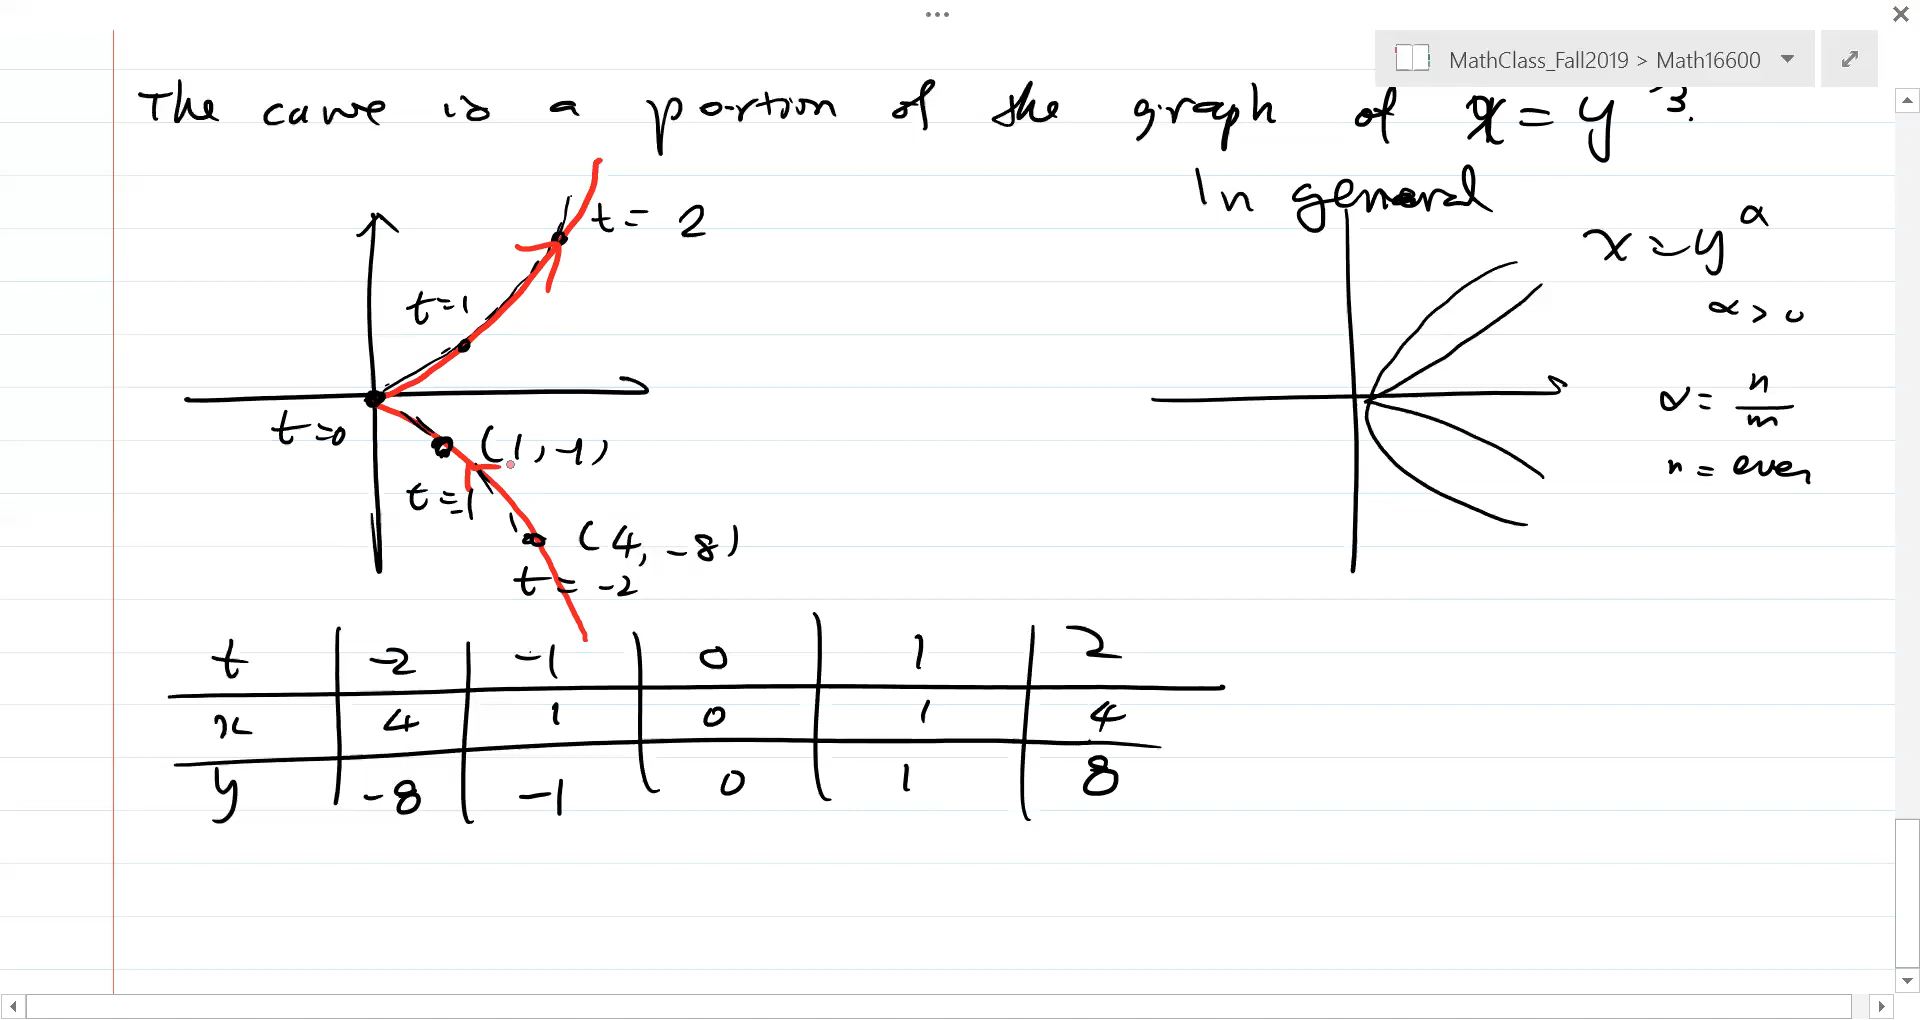 MathClass_Fall2019 > Math16600
The curve is a portion of the graph of x = y
In general
x = y^α
α > 0
α = n/m
n = even
t = 2
t=1
t=0
(1, -1)
t=1
(4, -8)
t = -2
t | -2 | -1 | 0 | 1 | 2
x | 4 | 1 | 0 | 1 | 4
y | -8 | -1 | 0 | 1 | 8